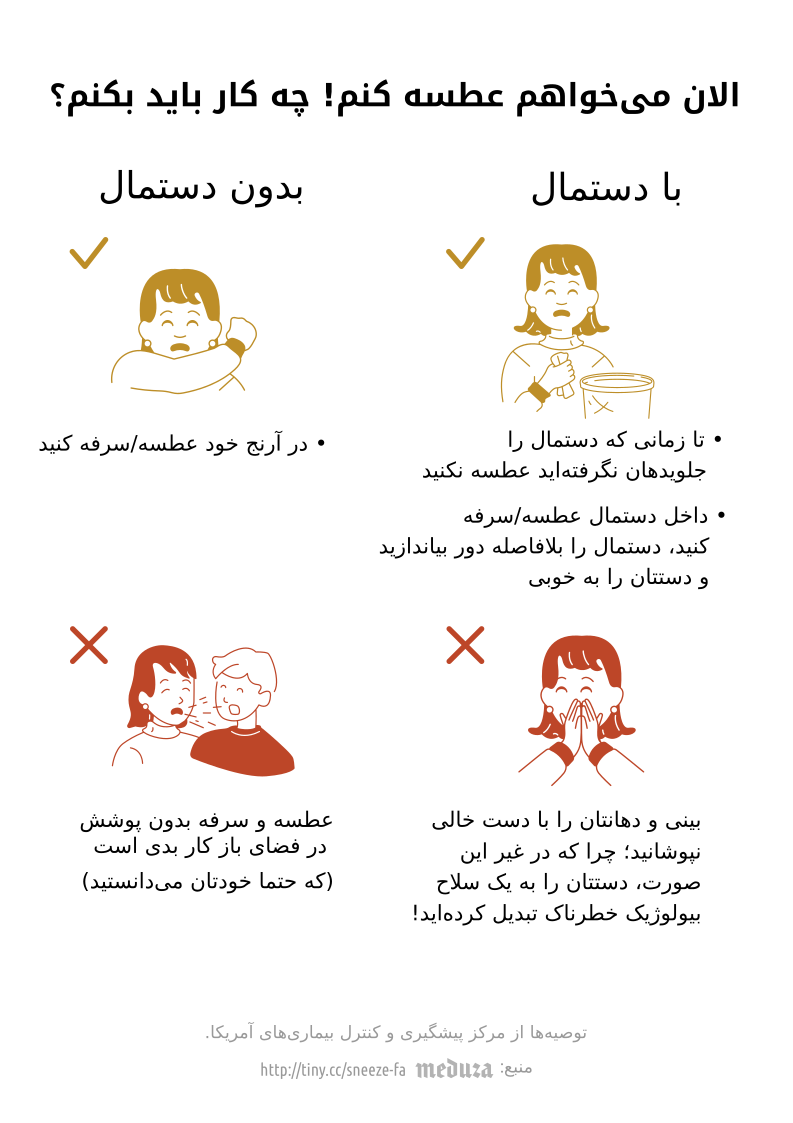 الان می‌خواهم عطسه کنم! چه کار باید بکنم؟
با دستمال
بدون دستمال
• تا زمانی که دستمال را
جلویدهان نگرفته‌اید عطسه نکنید
• داخل دستمال عطسه/سرفه
کنید، دستمال را بلافاصله دور بیاندازید
و دستتان را به خوبی
• در آرنج خود عطسه/سرفه کنید
بینی و دهانتان را با دست خالی
نپوشانید؛ چرا که در غیر این
صورت، دستتان را به یک سلاح
بیولوژیک خطرناک تبدیل کرده‌اید!
عطسه و سرفه بدون پوشش
در فضای باز کار بدی است
(که حتما خودتان می‌دانستید)
توصیه‌ها از مرکز پیشگیری و کنترل بیماری‌های آمریکا.
منبع: meduza http://tiny.cc/sneeze-fa